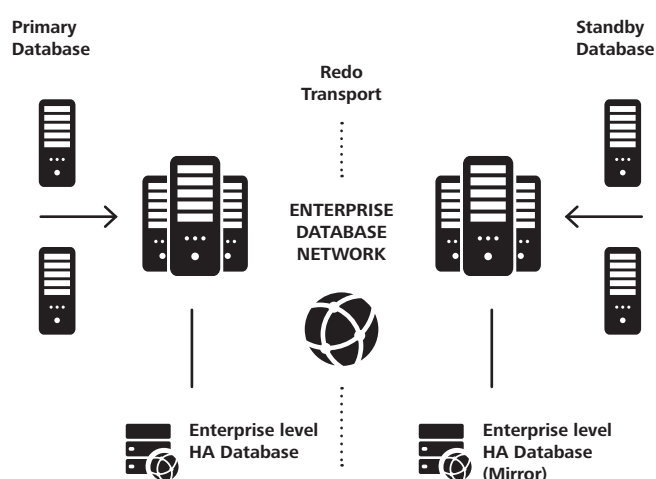 Primary
Database
Standby
Database
Redo
Transport
ENTERPRISE
DATABASE
NETWORK
Enterprise level
HA Database
Enterprise level
HA Database
(Mirror)